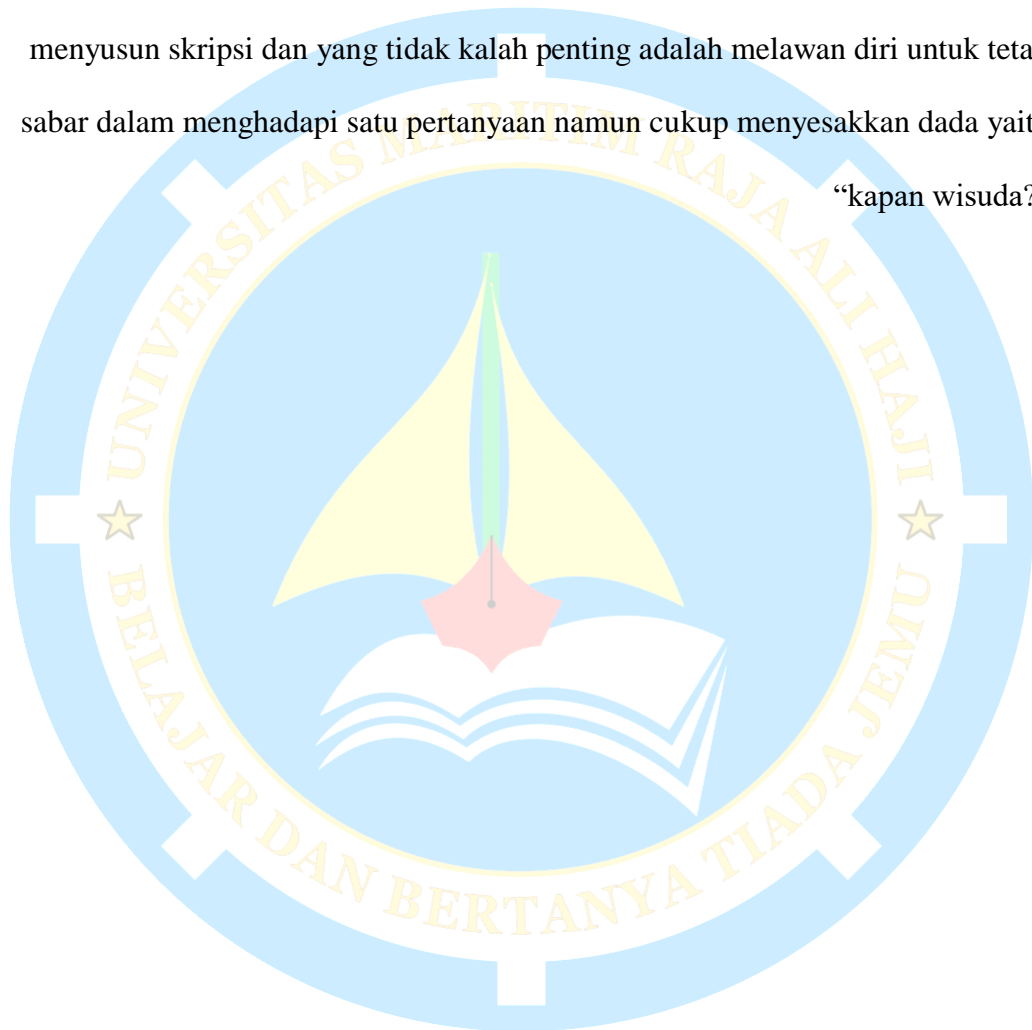 menyusun skripsi dan yang tidak kalah penting adalah melawan diri untuk teta
sabar dalam menghadapi satu pertanyaan namun cukup menyesakkan dada yait
“kapan wisuda?
UNIVERSITAS MARITIM RAJA ALI HAJI
BELAJAR DAN BERTANYA TIADA JEMU